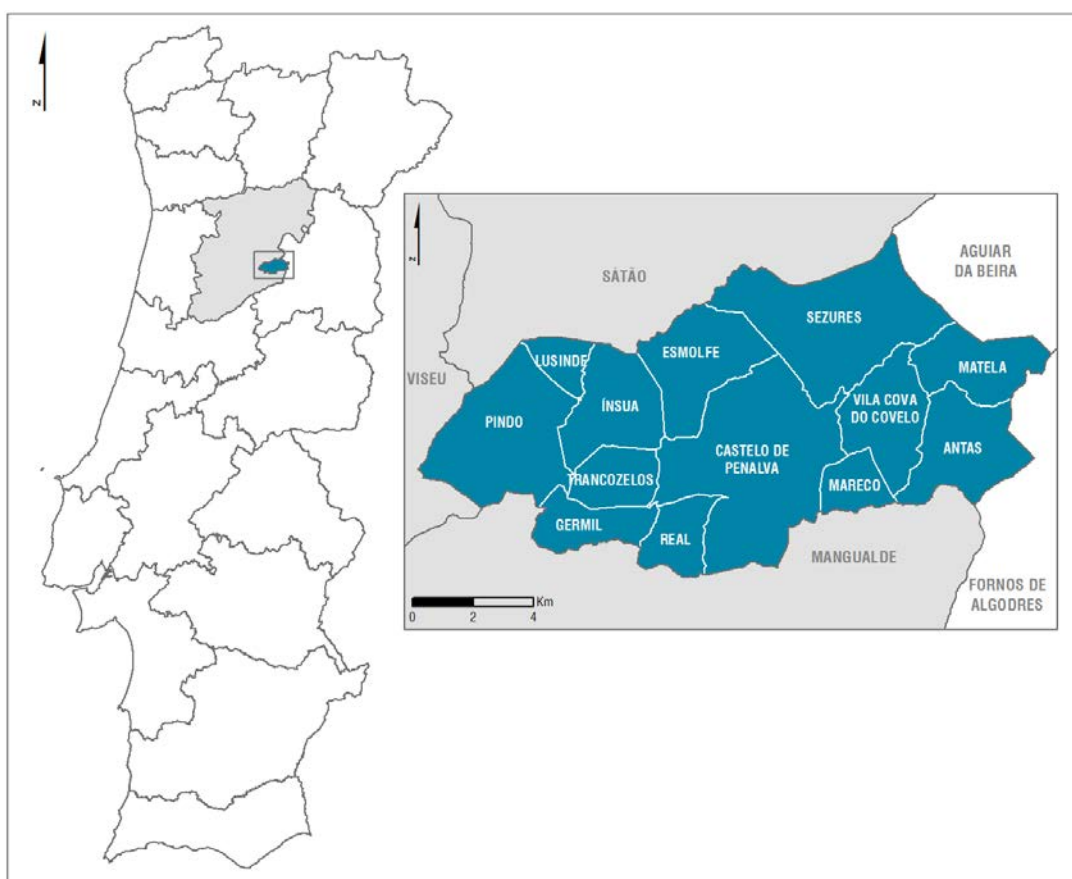 N
N
SÁTÃO
AGUIAR
DA BEIRA
SEZURES
LUSINDE
ESMOLFE
MATELA
VISEU
ÍNSUA
VILA COVA
DO COVELO
PINDO
CASTELO DE
PENALVA
ANTAS
TRANCOZELOS
MARECO
GERMIL
REAL
MANGUALDE
FORNOS DE
ALGODRES
Km
0 2 4